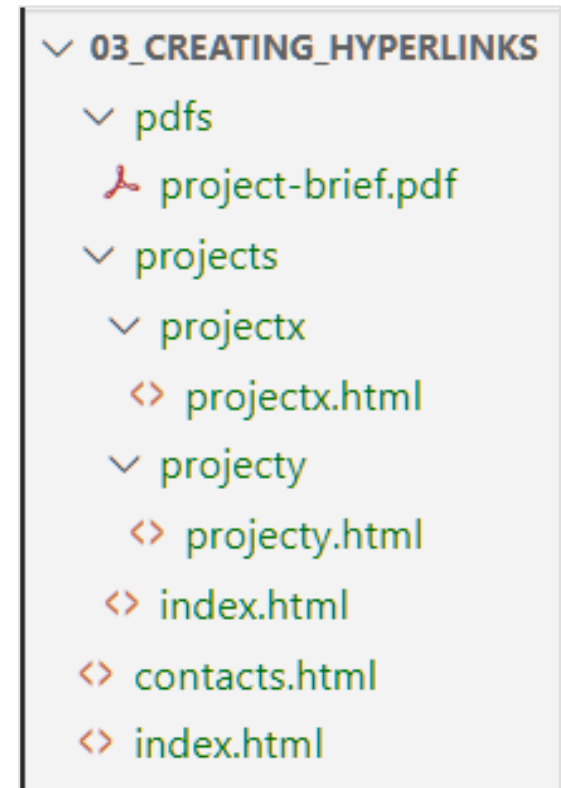 03_CREATING_HYPERLINKS
pdfs
project-brief.pdf
projects
projectx
projectx.html
projecty
projecty.html
index.html
contacts.html
index.html